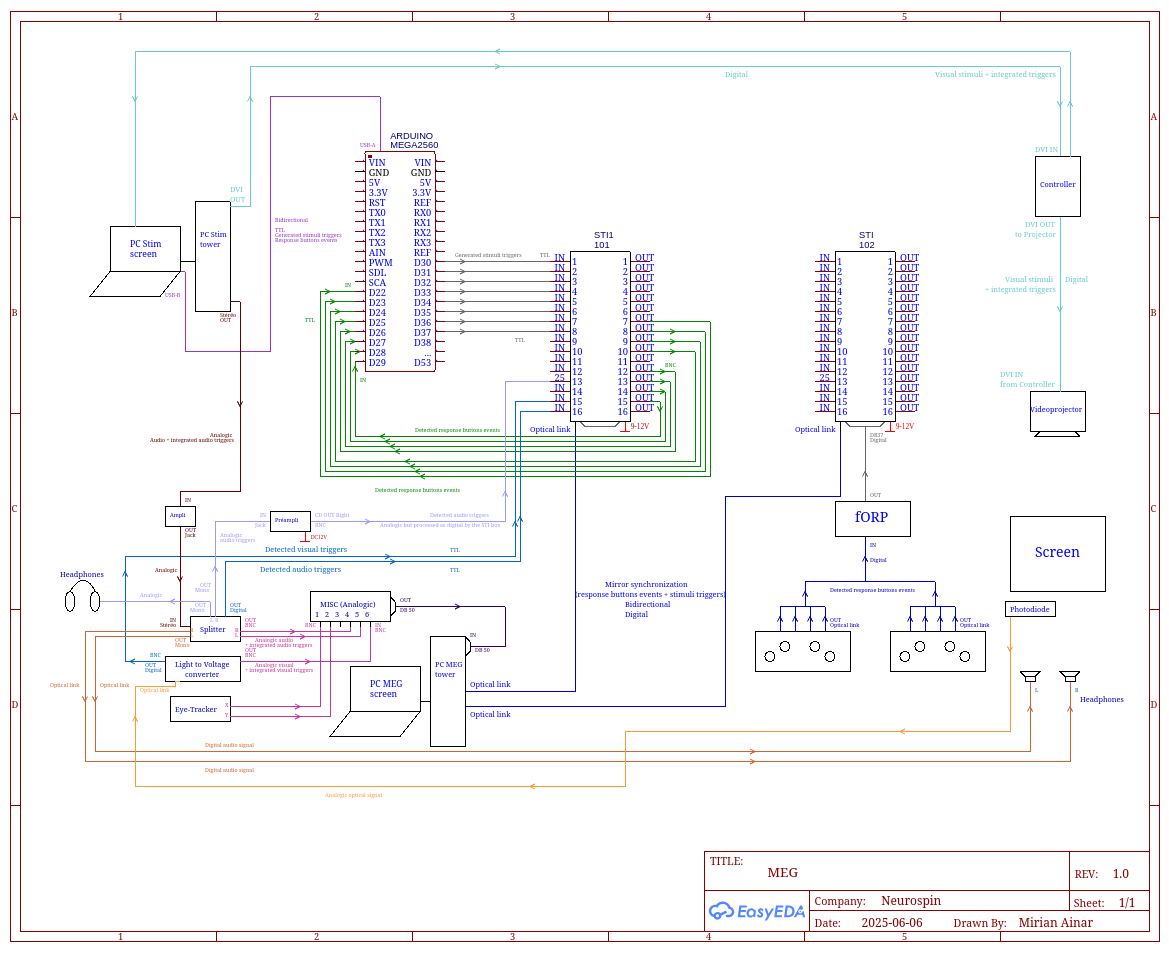 1 2 3 4 5
A A
B B
C C
D D
Digital
Visual stimuli + integrated triggers
ARDUINO
MEGA2560
USB-A
VIN VIN
GND GND
5V 5V
3.3V 3.3V
RST REF
TX0 RX0
TX1 RX1
TX2 RX2
TX3 RX3
AIN REF
PWM D30
SDL D31
SCA D32
D22 D33
D23 D34
D24 D35
D25 D36
D26 D37
D27 D38
D28 ...
D29 D53
DVI IN
Controller
DVI OUT
to Projector
Visual stimuli
+ integrated triggers
Digital
DVI IN
from Controller
Videoprojector
DVI
OUT
PC Stim
screen
PC Stim
tower
USB-B
Stéréo
OUT
Bidirectional
TTL
Generated stimuli triggers
Response buttons events
Generated stimuli triggers
TTL
IN
TTL
IN
TTL
BNC
STI1
101
IN 1 1 OUT
IN 2 2 OUT
IN 3 3 OUT
IN 4 4 OUT
IN 5 5 OUT
IN 6 6 OUT
IN 7 7 OUT
IN 8 8 OUT
IN 9 9 OUT
IN 10 10 OUT
IN 11 11 OUT
IN 12 12 OUT
25 13 13 OUT
IN 14 14 OUT
IN 15 15 OUT
IN 16 16 OUT
Optical link
9-12V
STI
102
IN 1 1 OUT
IN 2 2 OUT
IN 3 3 OUT
IN 4 4 OUT
IN 5 5 OUT
IN 6 6 OUT
IN 7 7 OUT
IN 8 8 OUT
IN 9 9 OUT
IN 10 10 OUT
IN 11 11 OUT
IN 12 12 OUT
25 13 13 OUT
IN 14 14 OUT
IN 15 15 OUT
IN 16 16 OUT
Optical link
9-12V
DB37
Digital
OUT
fORP
IN
Digital
Detected response buttons events
OUT
Optical link
OUT
Optical link
Detected response buttons events
Detected response buttons events
Analogic
Audio + integrated audio triggers
IN
Ampli
OUT
Jack
Analogic
IN
Jack
Préampli
CD OUT Right
BNC
DC12V
Detected audio triggers
Analogic but processed as digital by the STI box
Analogic
audio triggers
Detected visual triggers
TTL
Detected audio triggers
TTL
Headphones
Analogic
OUT
Mono
OUT
Mono
OUT
Digital
IN
Stéréo
OUT
Mono
Splitter
L R
R
L
OUT
BNC
Analogic audio
+ integrated audio triggers
OUT
BNC
Analogic visual
+ integrated visual triggers
BNC
OUT
Digital
Light to Voltage
converter
Optical link
Optical link
Optical link
Eye-Tracker
X
Y
MISC (Analogic)
1 2 3 4 5 6
BNC
IN
BNC
OUT
DB 50
IN
DB 50
PC MEG
screen
PC MEG
tower
Optical link
Optical link
Mirror synchronization
(response buttons events + stimuli triggers)
Bidirectional
Digital
Screen
Photodiode
L
R
Headphones
Digital audio signal
Digital audio signal
Analogic optical signal
TITLE:
MEG
REV: 1.0
EasyEDA
Company: Neurospin
Sheet: 1/1
Date: 2025-06-06
Drawn By: Mirian Ainar
1 2 3 4 5